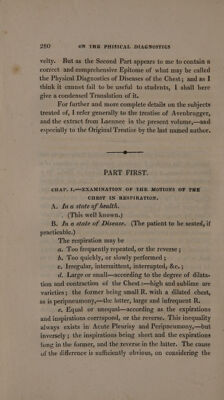 280 ON THE PHYSICAL DIAGNOSTICS
velty. But as the Second Part appears to me to contain a
correct and comprehensive Epitome of what may be called
the Physical Diagnostics of Diseases of the Chest; and as I
think it cannot fail to be useful to students, I shall here
give a condensed Translation of it.
For farther and more complete details on the subjects
treated of, I refer generally to the treatise of Avenbrugger,
and the extract from Laennec in the present volume,—and
especially to the Original Treatise by the last named author.
PART FIRST.
CHAP. I.—EXAMINATION OF THE MOTIONS OF THE
CHEST IN RESPIRATION.
A. In a state of health.
(This well known.)
B. In a state of Disease. (The patient to be seated, if
practicable.)
The respiration may be
a. Too frequently repeated, or the reverse;
b. Too quickly, or slowly performed;
c. Irregular, intermittent, interrupted, &c.;
d. Large or small—according to the degree of dilata-
tion and contraction of the Chest:—high and sublime are
varieties; the former being small R. with a dilated chest,
as in peripneumony,—the latter, large and infrequent R.
e. Equal or unequal—according as the expirations
and inspirations correspond, or the reverse. This inequality
always exists in Acute Pleurisy and Peripneumony,—but
inversely; the inspirations being short and the expirations
long in the former, and the reverse in the latter. The cause
of the difference is sufficiently obvious, on considering the